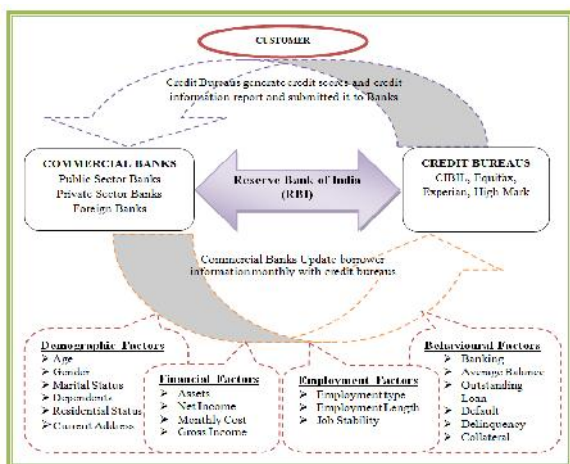 CUSTOMER
Credit Bureaus generate credit scores and credit
information report and submitted it to Banks
COMMERCIAL BANKS
Public Sector Banks
Private Sector Banks
Foreign Banks
Reserve Bank of India
(RBI)
CREDIT BUREAUS
CIBIL, Equifax,
Experian, High Mark
Commercial Banks Update borrower
information monthly with credit bureaus
Demographic Factors
Age
Gender
Marital Status
Dependents
Residential Status
Current Address
Financial Factors
Assets
Net Income
Monthly Cost
Gross Income
Employment Factors
Employment type
Employment Length
Job Stability
Behavioural Factors
Banking
Average Balance
Outstanding
Loan
Default
Delinquency
Collateral